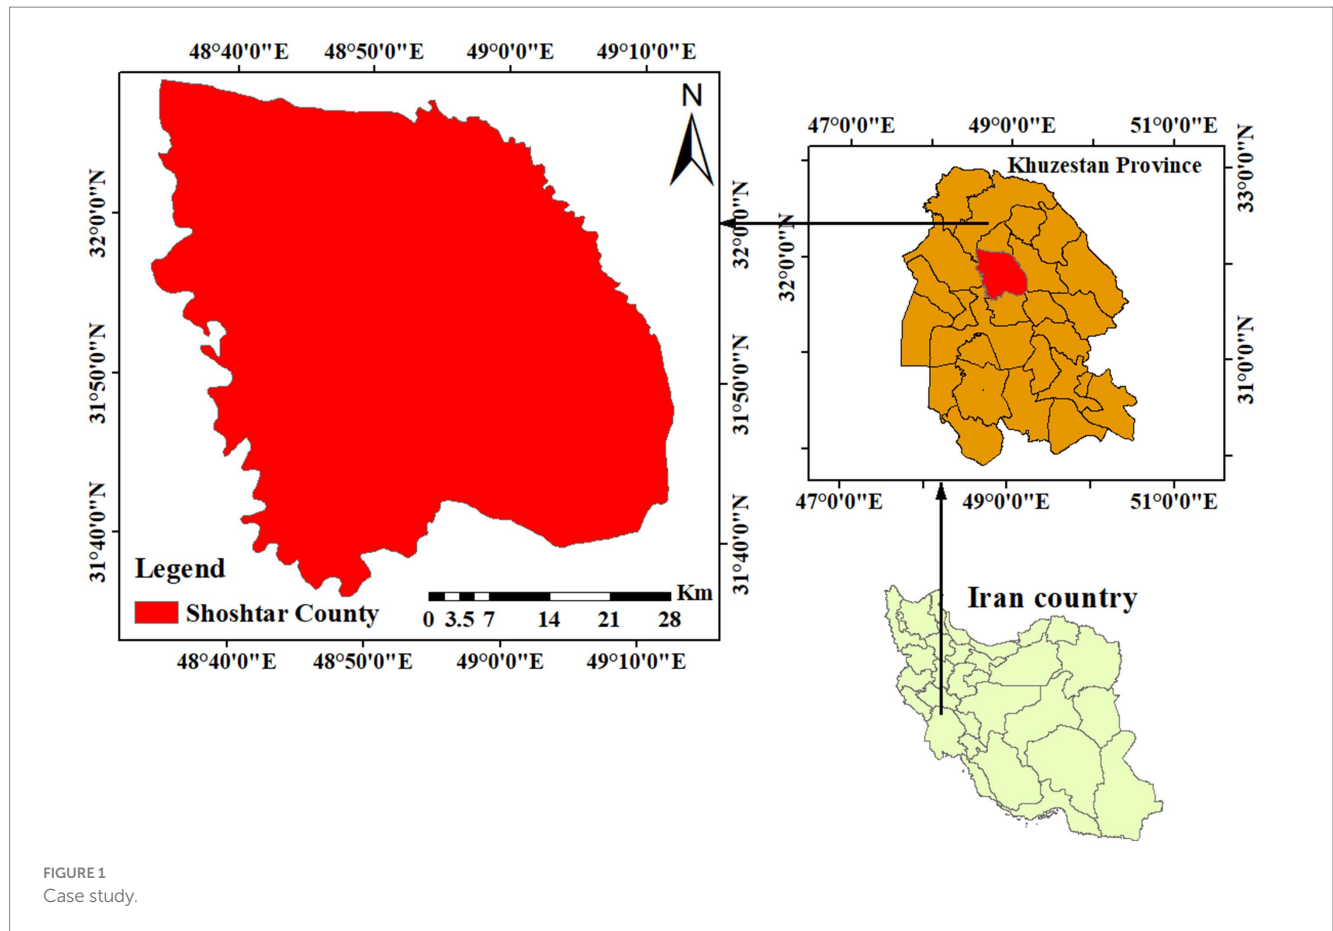 48°40'0"E 48°50'0"E 49°0'0"E 49°10'0"E
N
32°0'0"N
31°50'0"N
31°40'0"N
32°0'0"N
31°50'0"N
31°40'0"N
Legend
Shoshtar County
Km
0 3.5 7 14 21 28
48°40'0"E 48°50'0"E 49°0'0"E 49°10'0"E
47°0'0"E 49°0'0"E 51°0'0"E
Khuzestan Province
32°0'0"N
33°0'0"N
31°0'0"N
47°0'0"E 49°0'0"E 51°0'0"E
Iran country
FIGURE 1
Case study.